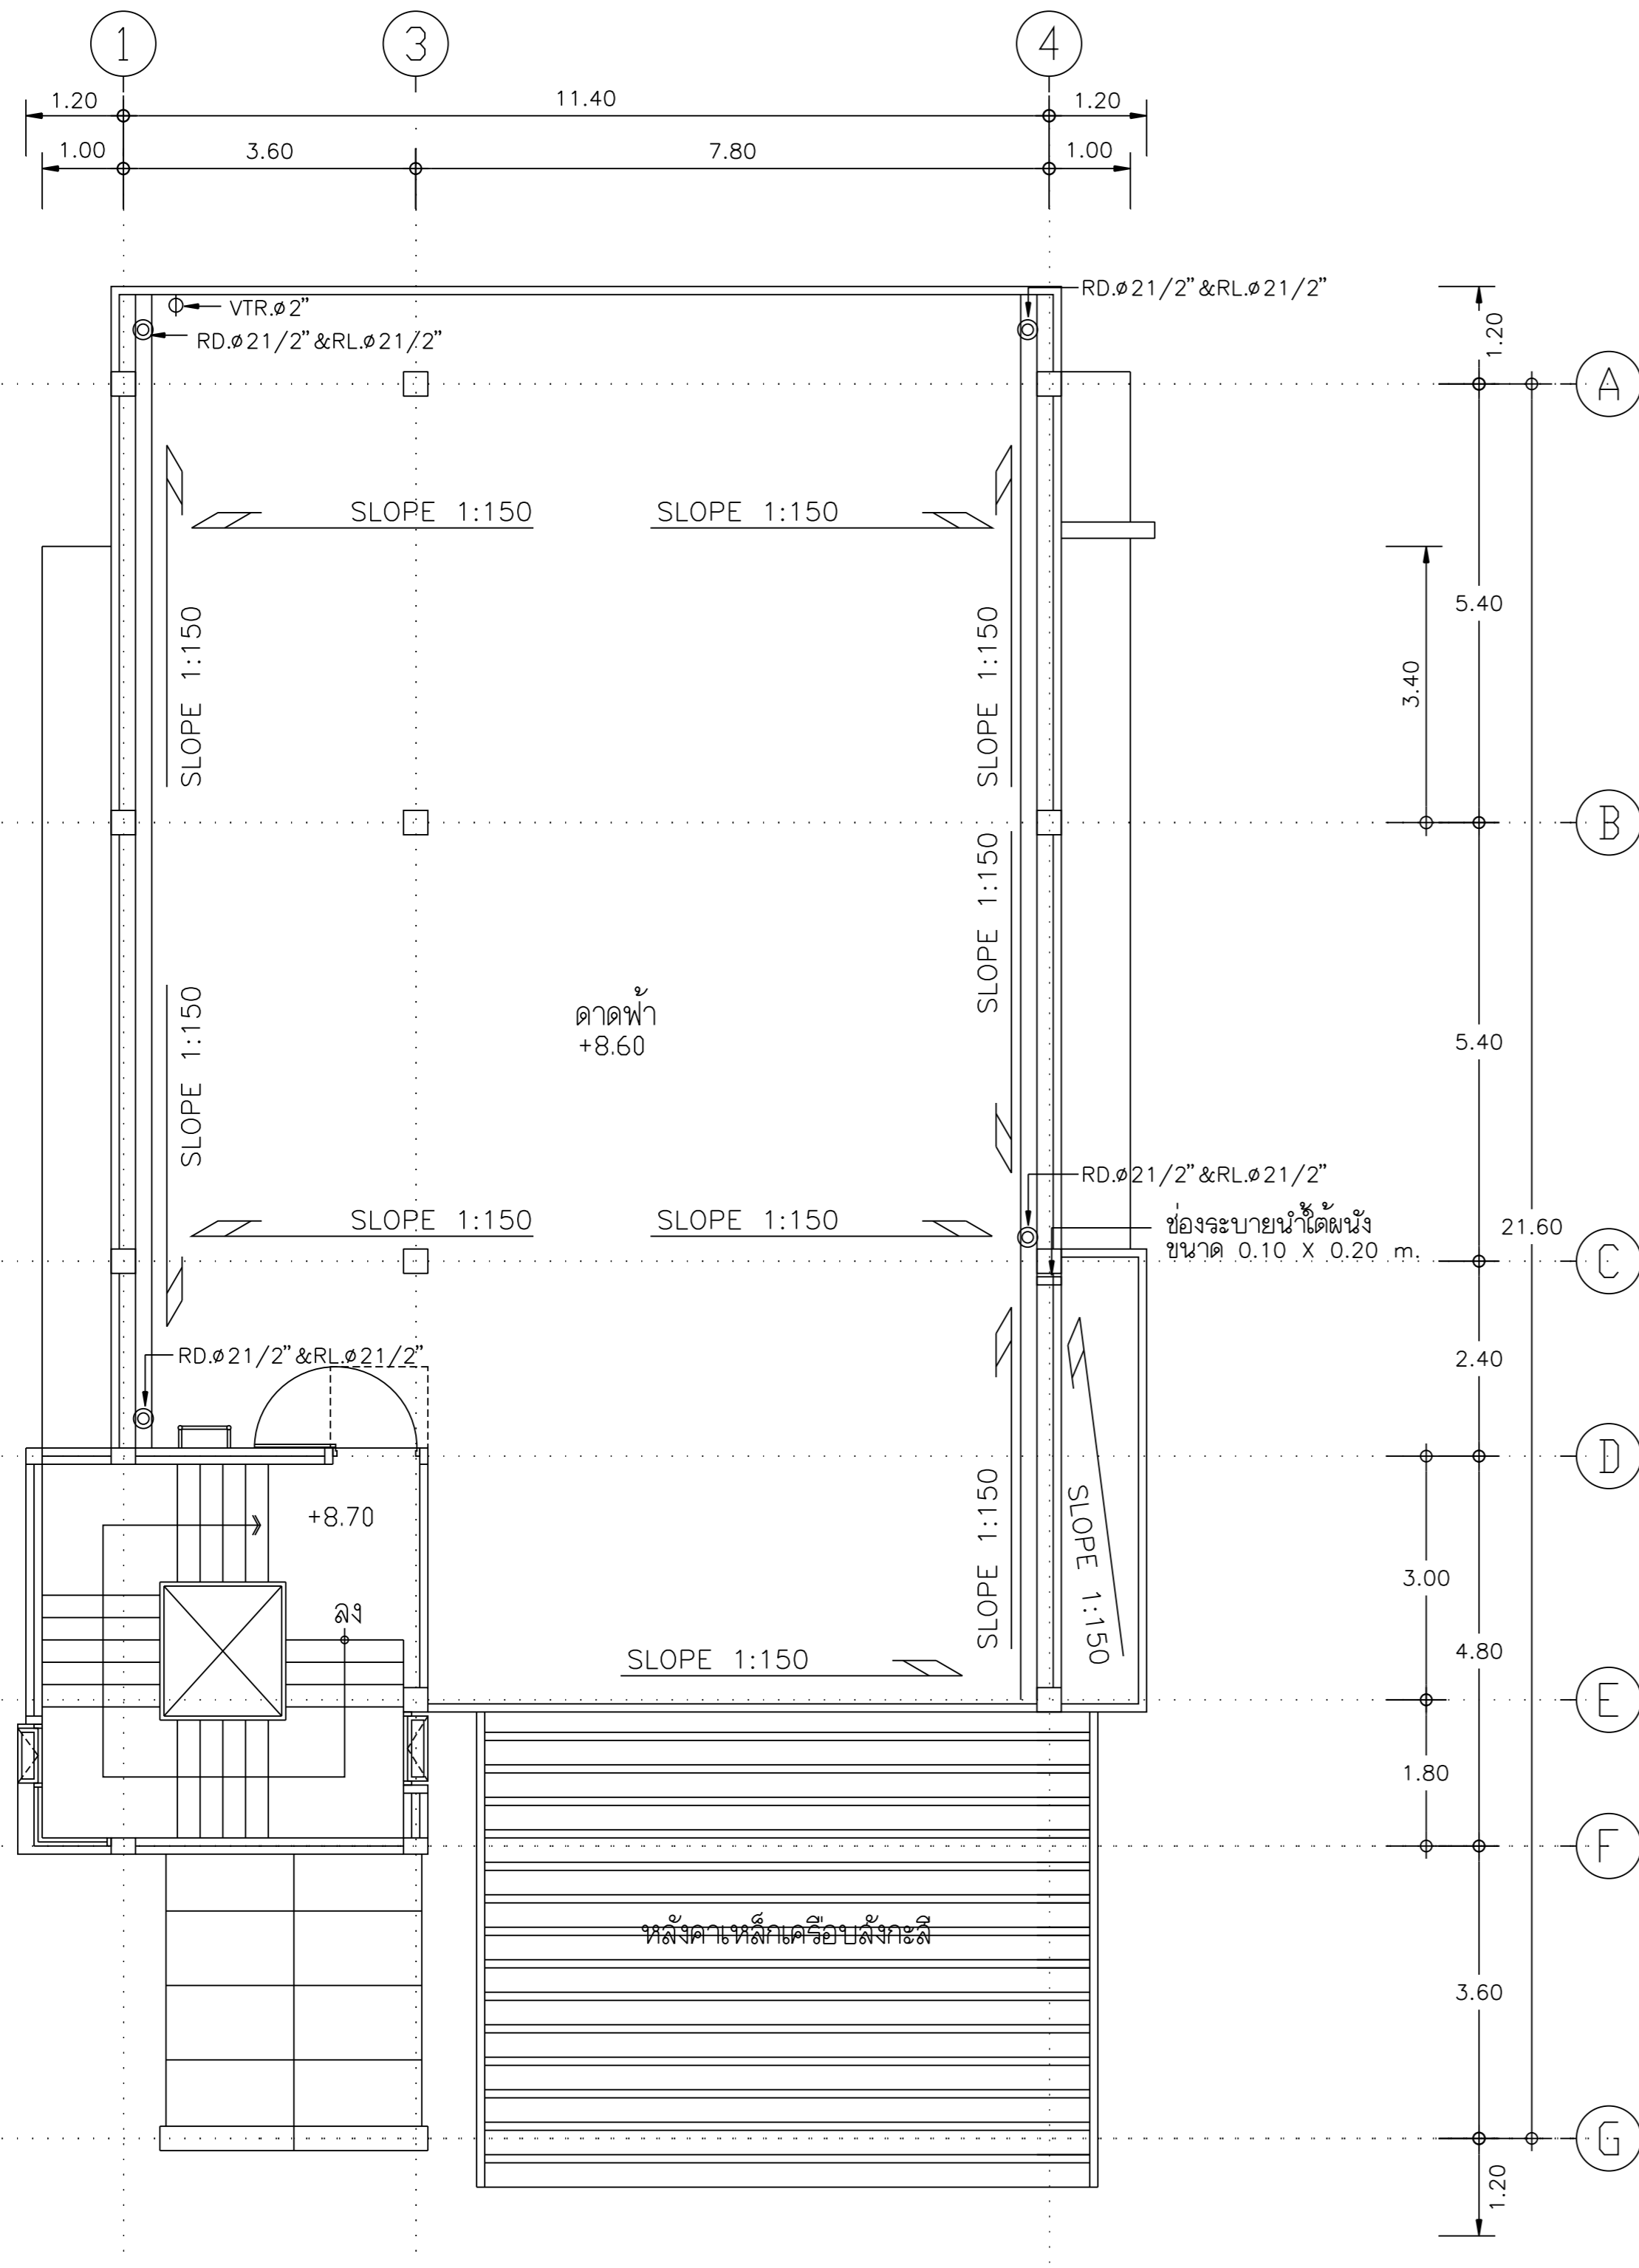 1
3
4
1.20
11.40
1.20
1.00
3.60
7.80
1.00
VTR.ø2"
RD.ø21/2"&RL.ø21/2"
RD.ø21/2"&RL.ø21/2"
1.20
A
SLOPE 1:150
SLOPE 1:150
SLOPE 1:150
SLOPE 1:150
5.40
3.40
B
SLOPE 1:150
SLOPE 1:150
ดาดฟ้า
+8.60
5.40
RD.ø21/2"&RL.ø21/2"
ช่องระบายน้ำใต้ผนัง
ขนาด 0.10 X 0.20 m.
SLOPE 1:150
SLOPE 1:150
21.60
C
RD.ø21/2"&RL.ø21/2"
2.40
D
+8.70
SLOPE 1:150
SLOPE 1:150
3.00
ลง
SLOPE 1:150
4.80
E
1.80
F
หลังคาเหล็กเครือบสังกะสี
3.60
G
1.20